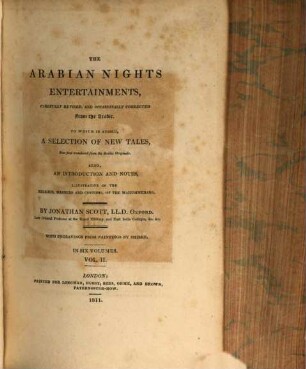 THE
ARABIAN NIGHTS
ENTERTAINMENTS,
CAREFULLY REVISED, AND OCCASIONALLY CORRECTED
From the Arabic.
TO WHICH IS ADDED,
A SELECTION OF NEW TALES,
Now first translated from the Arabic Originals.
ALSO,
AN INTRODUCTION AND NOTES,
ILLUSTRATIVE OF THE
RELIGION, MANNERS AND CUSTOMS, OF THE MAHUMMEDANS.
BY JONATHAN SCOTT, LL.D. OXFORD,
WITH ENGRAVINGS FROM PAINTINGS BY SMIRKE.
IN SIX VOLUMES.
VOL. II.
LONDON:
PRINTED FOR LONGMAN, HURST, REES, ORME, AND BROWN,
PATERNOSTER-ROW.
1811.